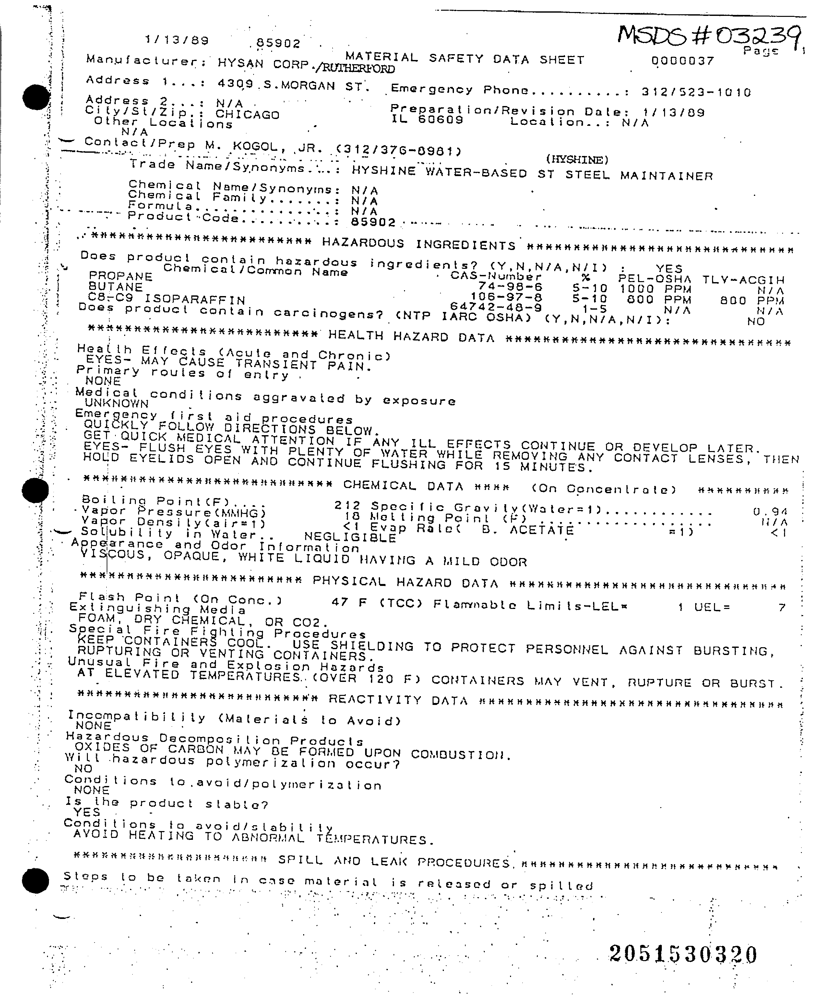 MSDS # 03239
1/13/89 85902 Page 1
MATERIAL SAFETY DATA SHEET 0000037
Manufacturer: HYSAN CORP./RUTHERFORD
Address 1...: 4309 S.MORGAN ST. Emergency Phone.........: 312/523-1010
Address 2...: N/A Preparation/Revision Date: 1/13/89
City/St/Zip.: CHICAGO IL 60609 Location..: N/A
Other Locations
N/A
Contact/Prep M. KOGOL, JR. (312/376-8981)
(HYSHINE)
Trade Name/Synonyms...: HYSHINE WATER-BASED ST STEEL MAINTAINER
Chemical Name/Synonyms: N/A
Chemical Family.......: N/A
Formula...............: N/A
Product Code..........: 85902
************************ HAZARDOUS INGREDIENTS ****************************
Does product contain hazardous ingredients? (Y,N,N/A,N/I) : YES
Chemical/Common Name CAS-Number % PEL-OSHA TLV-ACGIH
PROPANE 74-98-6 5-10 1000 PPM N/A
BUTANE 106-97-8 5-10 800 PPM 800 PPM
C8-C9 ISOPARAFFIN 64742-48-9 1-5 N/A N/A
Does product contain carcinogens? (NTP IARC OSHA) (Y,N,N/A,N/I): NO
************************ HEALTH HAZARD DATA ******************************
Health Effects (Acute and Chronic)
EYES- MAY CAUSE TRANSIENT PAIN.
Primary routes of entry
NONE
Medical conditions aggravated by exposure
UNKNOWN
Emergency first aid procedures
QUICKLY FOLLOW DIRECTIONS BELOW.
GET QUICK MEDICAL ATTENTION IF ANY ILL EFFECTS CONTINUE OR DEVELOP LATER.
EYES- FLUSH EYES WITH PLENTY OF WATER WHILE REMOVING ANY CONTACT LENSES, THEN
HOLD EYELIDS OPEN AND CONTINUE FLUSHING FOR 15 MINUTES.
************************** CHEMICAL DATA **** (On Concentrate) **********
Boiling Point(F).. 212 Specific Gravity(Water=1)............ 0.94
Vapor Pressure(MMHG) 18 Melting Point (F)................... N/A
Vapor Density(air=1) <1 Evap Rate( B. ACETATE =1) <1
Solubility in Water.. NEGLIGIBLE
Appearance and Odor Information
VISCOUS, OPAQUE, WHITE LIQUID HAVING A MILD ODOR
************************ PHYSICAL HAZARD DATA *****************************
Flash Point (On Conc.) 47 F (TCC) Flammable Limits-LEL= 1 UEL= 7
Extinguishing Media
FOAM, DRY CHEMICAL, OR CO2.
Special Fire Fighting Procedures
KEEP CONTAINERS COOL. USE SHIELDING TO PROTECT PERSONNEL AGAINST BURSTING,
RUPTURING OR VENTING CONTAINERS.
Unusual Fire and Explosion Hazards
AT ELEVATED TEMPERATURES (OVER 120 F) CONTAINERS MAY VENT, RUPTURE OR BURST.
************************** REACTIVITY DATA *******************************
Incompatibility (Materials to Avoid)
NONE
Hazardous Decomposition Products
OXIDES OF CARBON MAY BE FORMED UPON COMBUSTION.
Will hazardous polymerization occur?
NO
Conditions to avoid/polymerization
NONE
Is the product stable?
YES
Conditions to avoid/stability
AVOID HEATING TO ABNORMAL TEMPERATURES.
********************* SPILL AND LEAK PROCEDURES ***************************
Steps to be taken in case material is released or spilled
2051530320